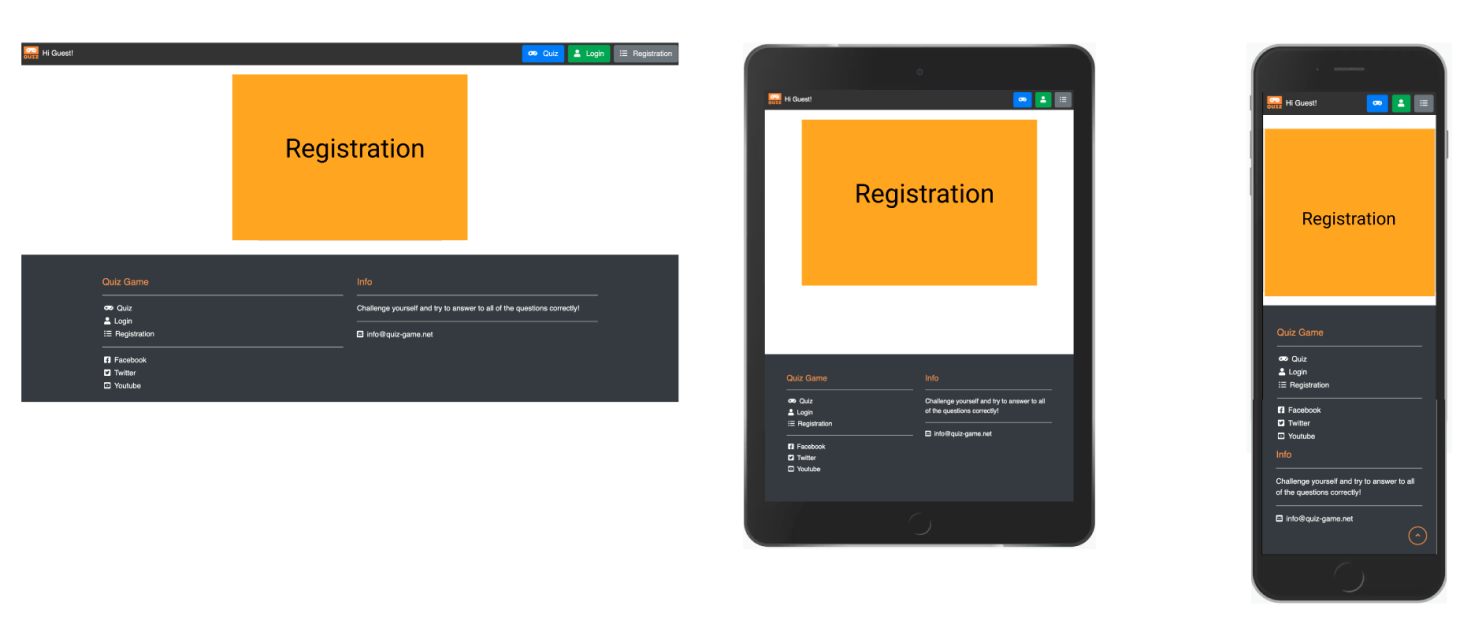 QUIZZ Hi Guest! Quiz Login Registration
Registration
Quiz Game
Quiz
Login
Registration
Facebook
Twitter
Youtube
Info
Challenge yourself and try to answer to all of the questions correctly!
info@quiz-game.net
QUIZZ Hi Guest!
Registration
Quiz Game
Quiz
Login
Registration
Facebook
Twitter
Youtube
Info
Challenge yourself and try to answer to all
of the questions correctly!
info@quiz-game.net
QUIZZ Hi Guest!
Registration
Quiz Game
Quiz
Login
Registration
Facebook
Twitter
Youtube
Info
Challenge yourself and try to answer to all
of the questions correctly!
info@quiz-game.net